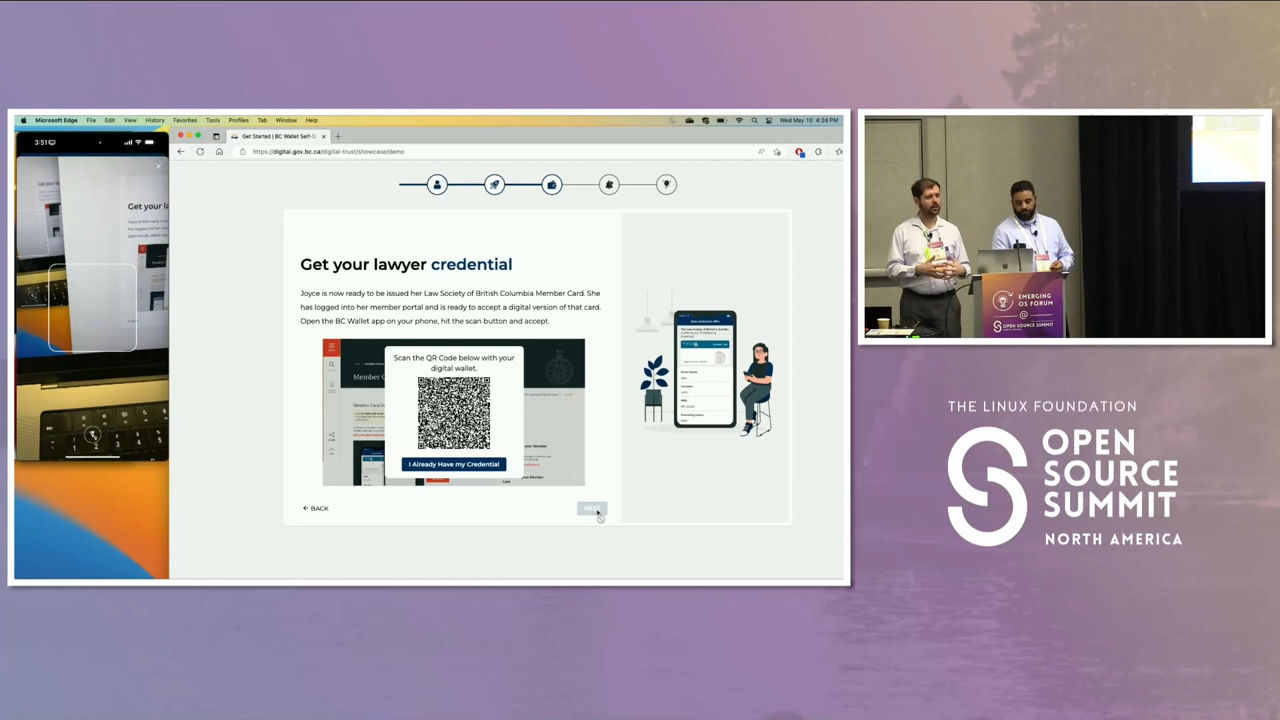 Microsoft Edge File Edit View History Favorites Tools Profiles Tab Window Help
Wed May 10 4:24 PM
3:51
Get Started | BC Wallet Self-S
https://digital.gov.bc.ca/digital-trust/showcase/demo
Get your lawyer credential
Joyce is now ready to be issued her Law Society of British Columbia Member Card. She
has logged into her member portal and is ready to accept a digital version of that card.
Open the BC Wallet app on your phone, hit the scan button and accept.
Scan the QR Code below with your
digital wallet.
I Already Have my Credential
← BACK
NEXT
Get your l
EMERGING
OS FORUM
@
OPEN SOURCE
SUMMIT
THE LINUX FOUNDATION
OPEN
SOURCE
SUMMIT
NORTH AMERICA